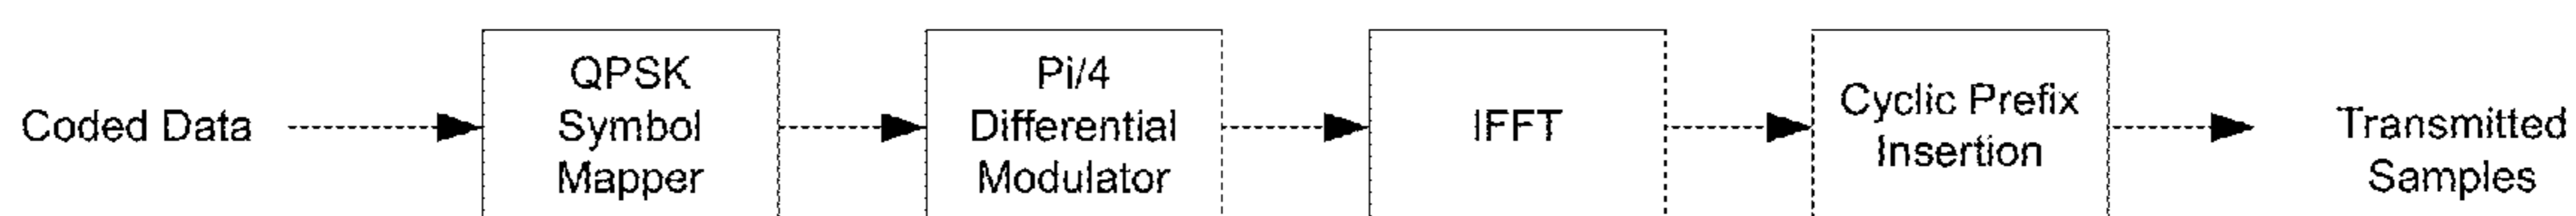 Coded Data
QPSK
Symbol
Mapper
Pi/4
Differential
Modulator
IFFT
Cyclic Prefix
Insertion
Transmitted
Samples